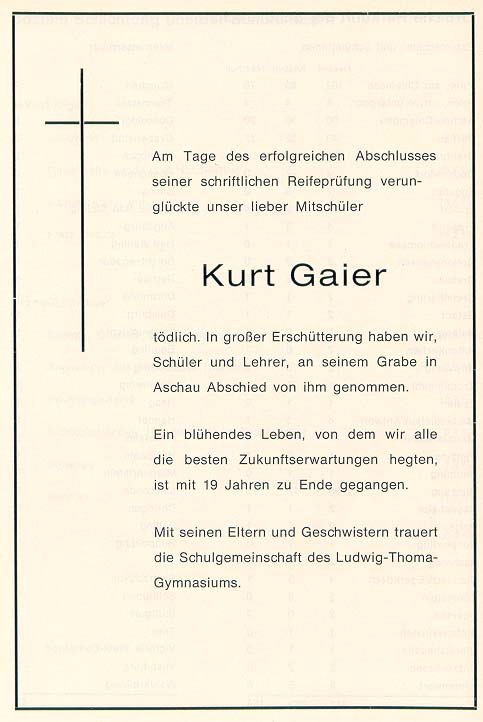 Am Tage des erfolgreichen Abschlusses
seiner schriftlichen Reifeprüfung verun-
glückte unser lieber Mitschüler
Kurt Gaier
tödlich. In großer Erschütterung haben wir,
Schüler und Lehrer, an seinem Grabe in
Aschau Abschied von ihm genommen.
Ein blühendes Leben, von dem wir alle
die besten Zukunftserwartungen hegten,
ist mit 19 Jahren zu Ende gegangen.
Mit seinen Eltern und Geschwistern trauert
die Schulgemeinschaft des Ludwig-Thoma-
Gymnasiums.